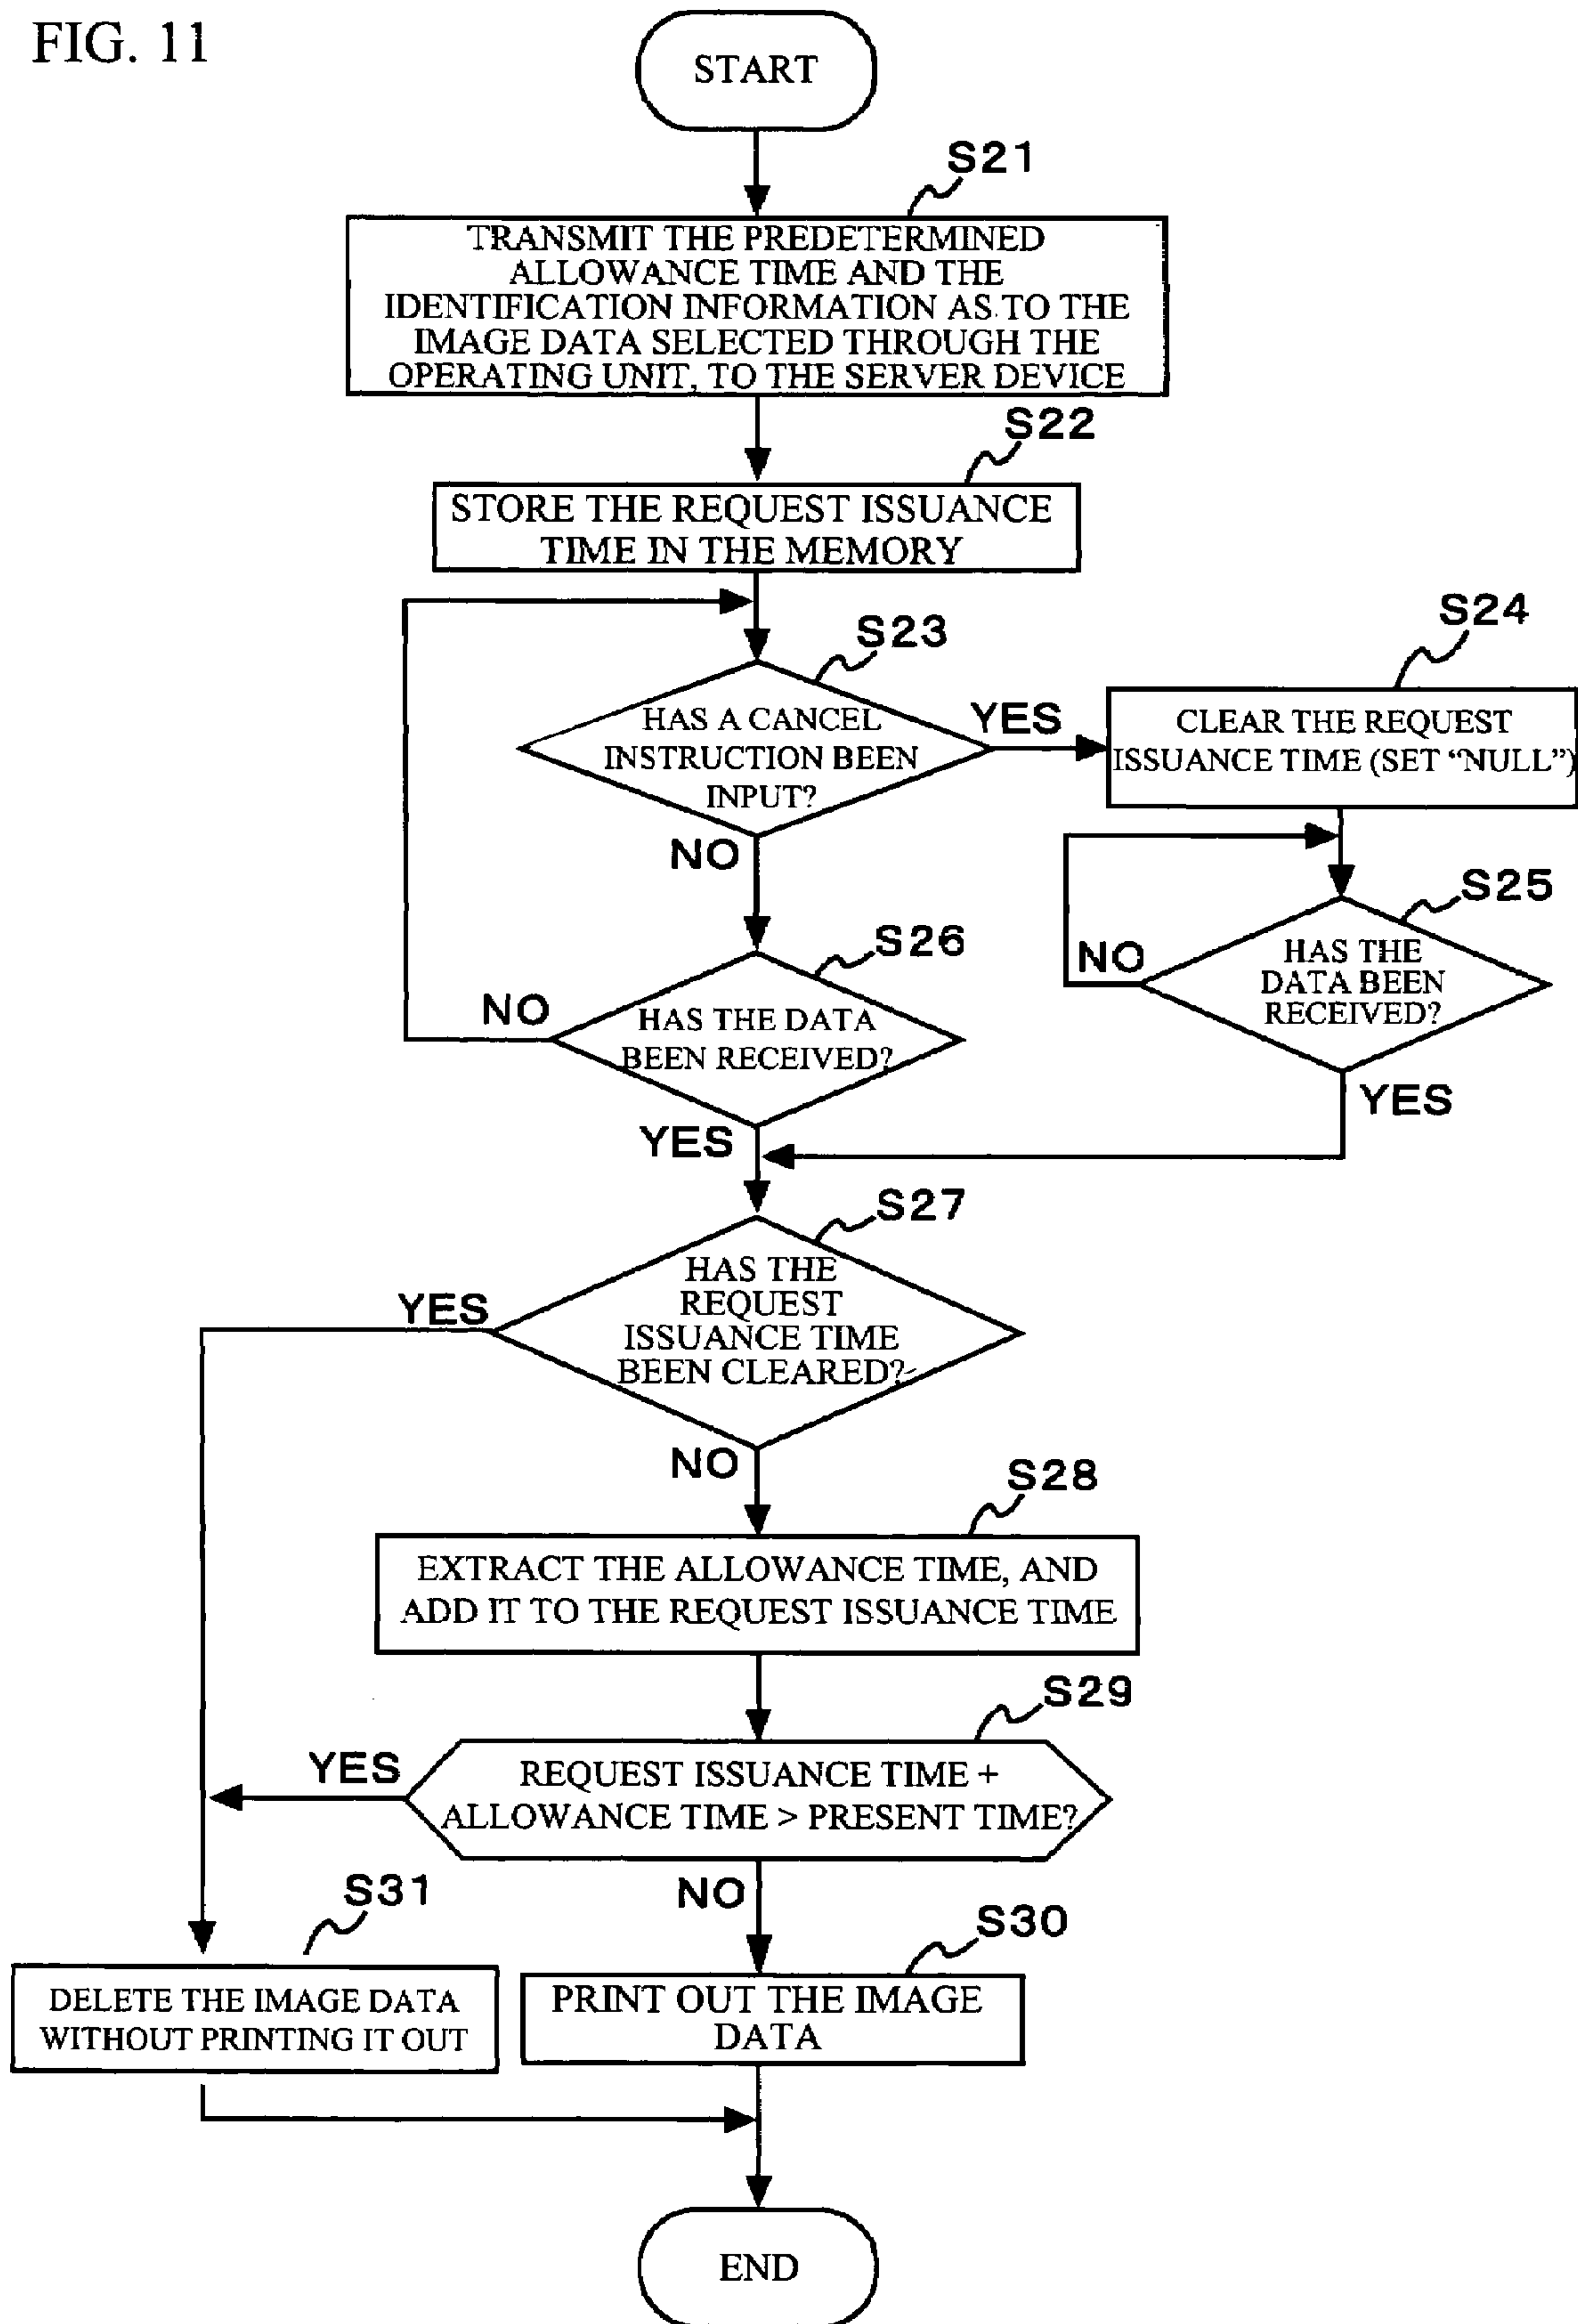 FIG. 11
START
S21
TRANSMIT THE PREDETERMINED
ALLOWANCE TIME AND THE
IDENTIFICATION INFORMATION AS TO THE
IMAGE DATA SELECTED THROUGH THE
OPERATING UNIT, TO THE SERVER DEVICE
S22
STORE THE REQUEST ISSUANCE
TIME IN THE MEMORY
S23
HAS A CANCEL
INSTRUCTION BEEN
INPUT?
YES
NO
S24
CLEAR THE REQUEST
ISSUANCE TIME (SET “NULL”)
S25
HAS THE
DATA BEEN
RECEIVED?
NO
YES
S26
HAS THE DATA
BEEN RECEIVED?
NO
YES
S27
HAS THE
REQUEST
ISSUANCE TIME
BEEN CLEARED?
YES
NO
S28
EXTRACT THE ALLOWANCE TIME, AND
ADD IT TO THE REQUEST ISSUANCE TIME
S29
REQUEST ISSUANCE TIME +
ALLOWANCE TIME > PRESENT TIME?
YES
NO
S31
DELETE THE IMAGE DATA
WITHOUT PRINTING IT OUT
S30
PRINT OUT THE IMAGE
DATA
END